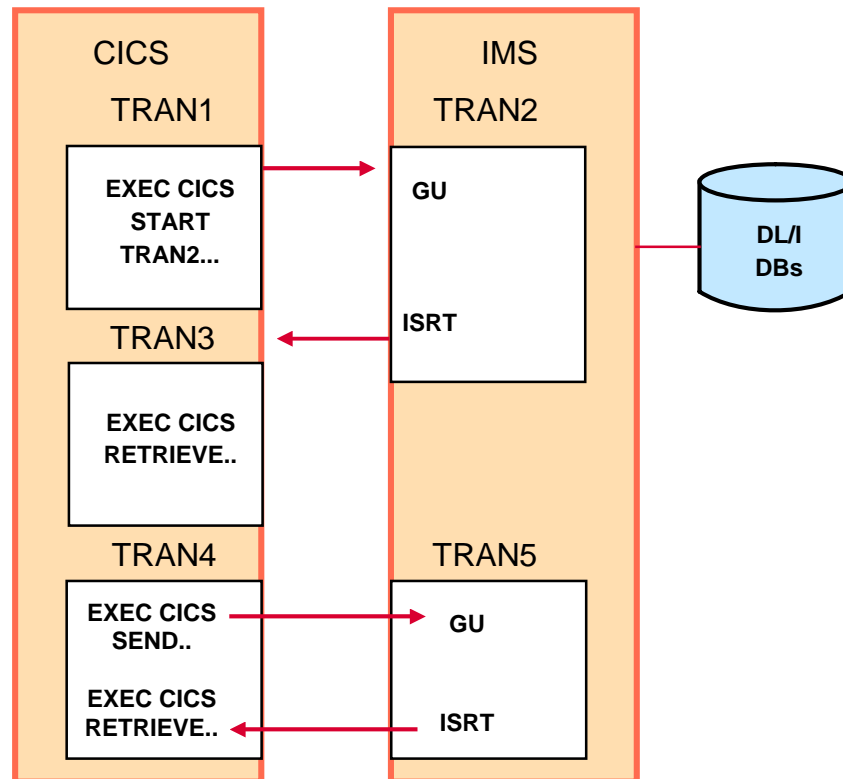 CICS
IMS
TRAN1
TRAN2
EXEC CICS
START
TRAN2...
GU
ISRT
DL/I
DBs
TRAN3
EXEC CICS
RETRIEVE..
TRAN4
TRAN5
EXEC CICS
SEND..
GU
EXEC CICS
RETRIEVE..
ISRT